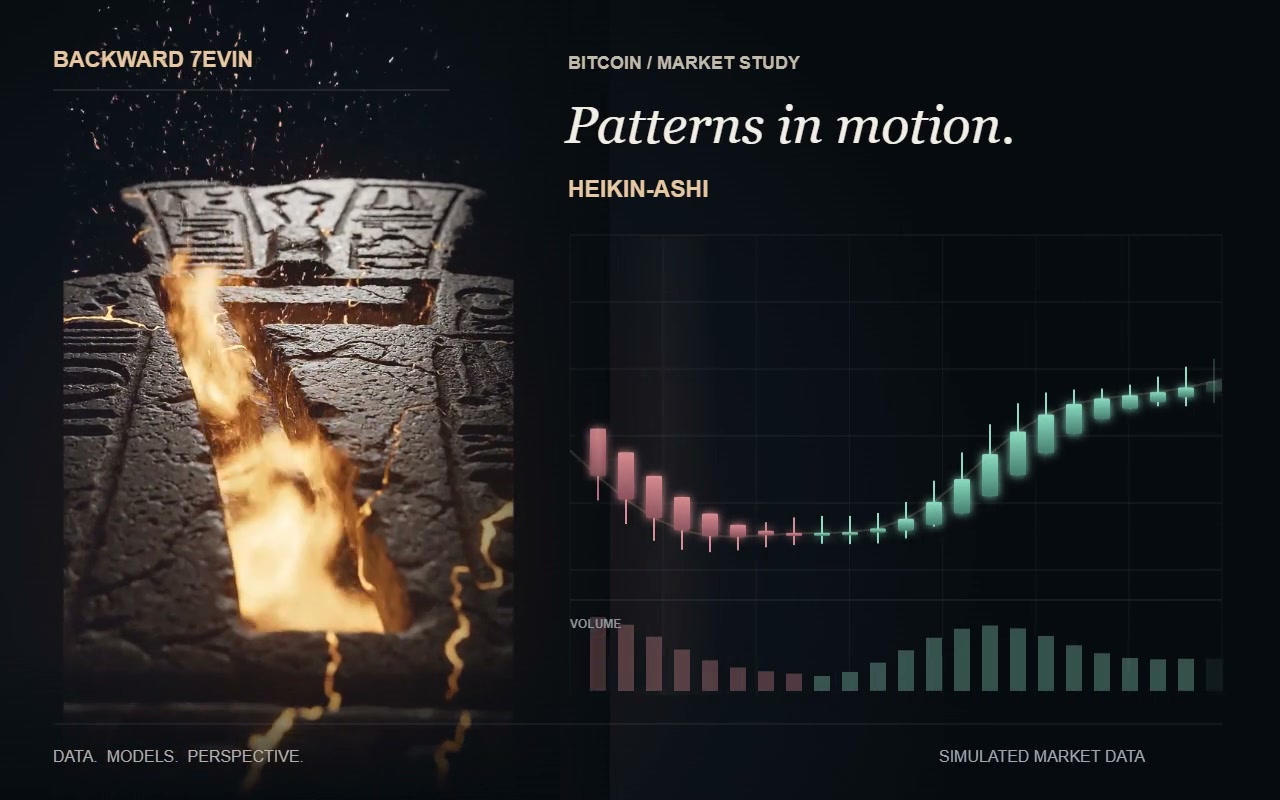 BACKWARD 7EVIN
BITCOIN / MARKET STUDY
Patterns in motion.
HEIKIN-ASHI
VOLUME
DATA. MODELS. PERSPECTIVE.
SIMULATED MARKET DATA